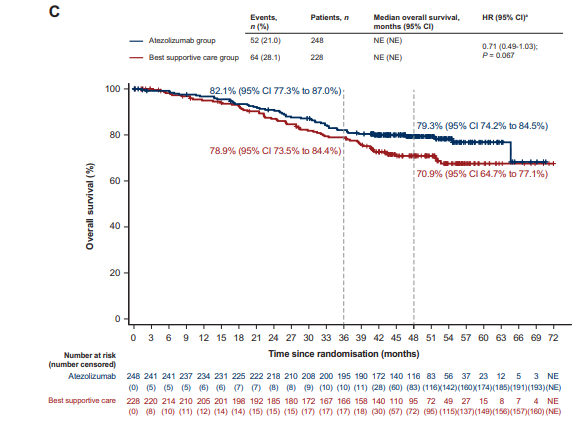 C
Events, n (%) Patients, n Median overall survival, months (95% CI) HR (95% CI)ᵃ
Atezolizumab group 52 (21.0) 248 NE (NE)
0.71 (0.49-1.03); P = 0.067
Best supportive care group 64 (28.1) 228 NE (NE)
Overall survival (%)
100
80
60
40
20
0
82.1% (95% CI 77.3% to 87.0%)
79.3% (95% CI 74.2% to 84.5%)
78.9% (95% CI 73.5% to 84.4%)
70.9% (95% CI 64.7% to 77.1%)
0 3 6 9 12 15 18 21 24 27 30 33 36 39 42 45 48 51 54 57 60 63 66 69 72
Time since randomisation (months)
Number at risk
(number censored)
Atezolizumab 248 241 241 237 234 231 225 222 218 210 208 200 195 190 172 140 116 83 56 37 23 12 5 3 NE
(0) (5) (5) (5) (6) (6) (7) (7) (8) (8) (9) (10) (10) (11) (28) (60) (83) (116) (142) (160) (174) (185) (191) (193) (NE)
Best supportive care 228 220 214 210 205 201 198 192 185 180 172 167 166 158 140 110 95 72 49 27 15 8 7 4 NE
(0) (8) (10) (11) (12) (14) (14) (15) (15) (15) (17) (17) (17) (18) (30) (57) (72) (95) (115) (137) (149) (156) (157) (160) (NE)